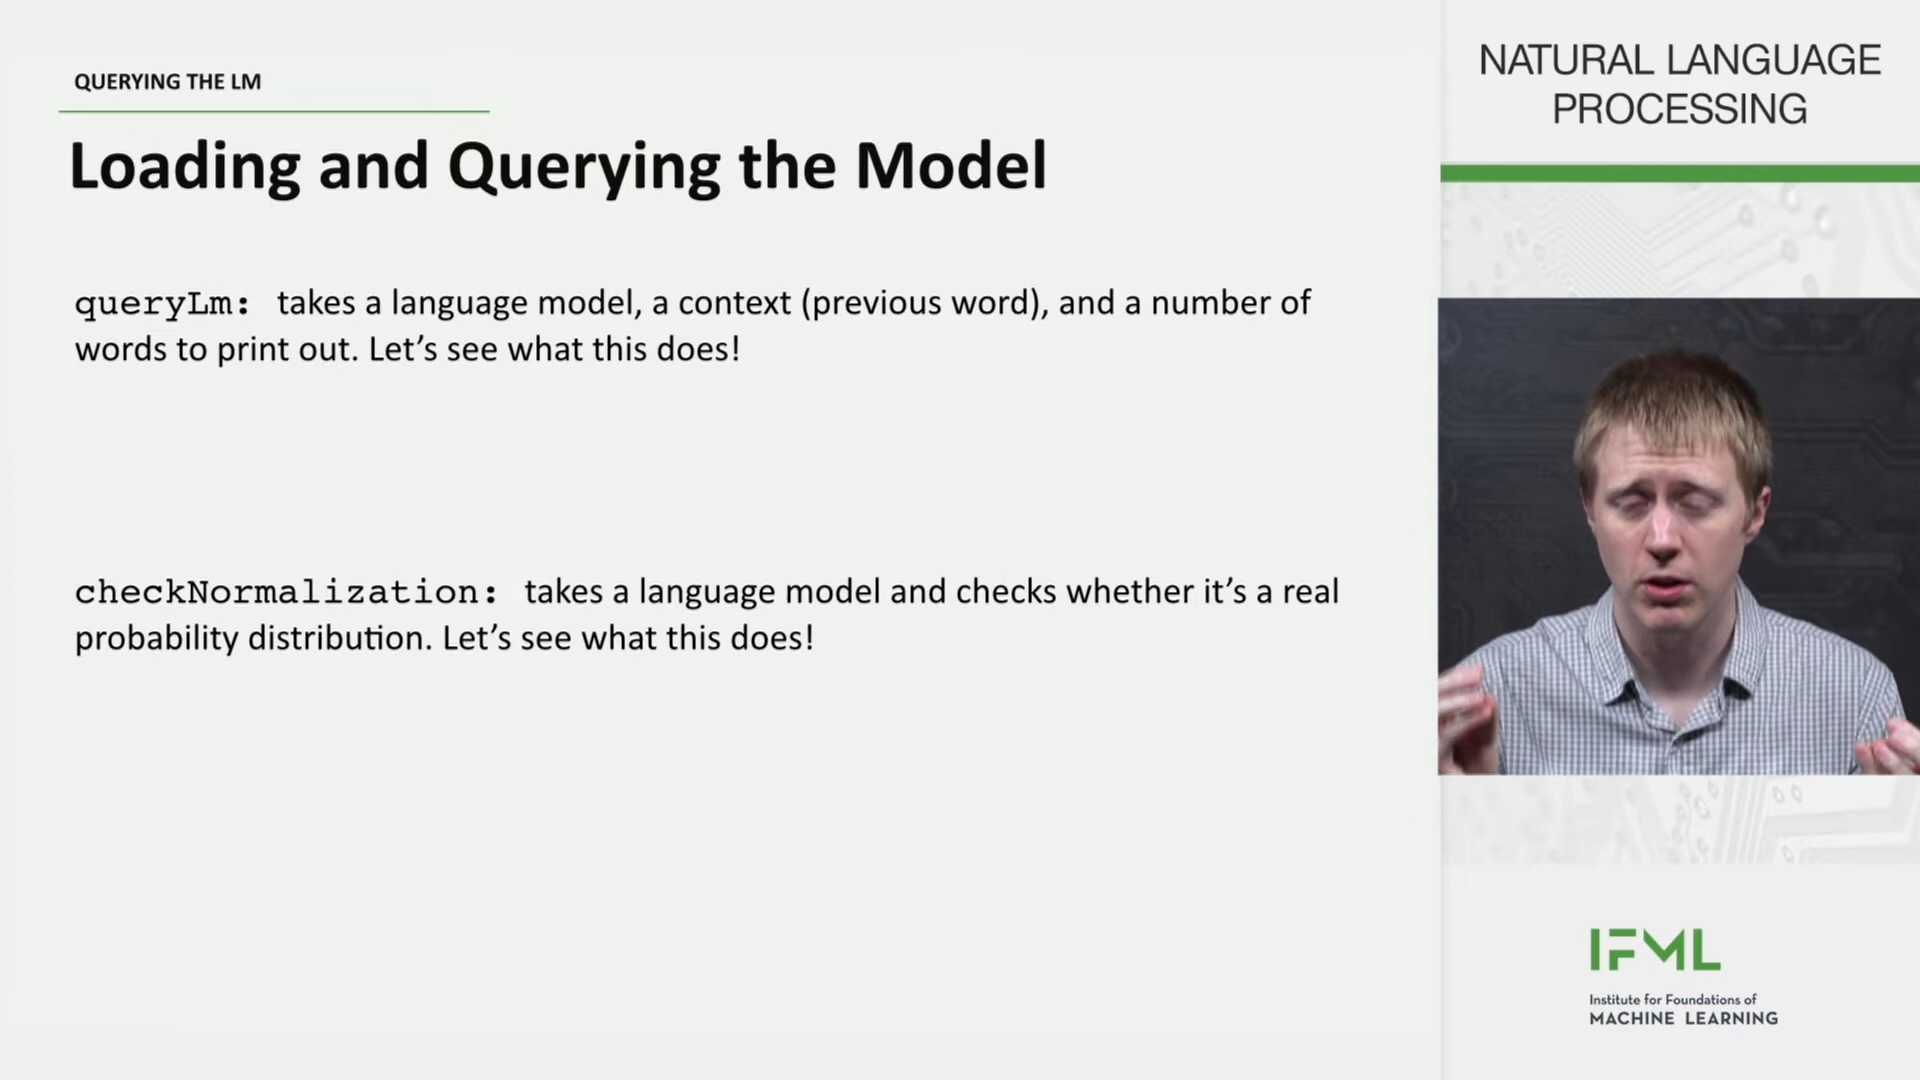 QUERYING THE LM
Loading and Querying the Model
queryLm: takes a language model, a context (previous word), and a number of
words to print out. Let’s see what this does!
checkNormalization: takes a language model and checks whether it’s a real
probability distribution. Let’s see what this does!
NATURAL LANGUAGE
PROCESSING
IFML
Institute for Foundations of
MACHINE LEARNING